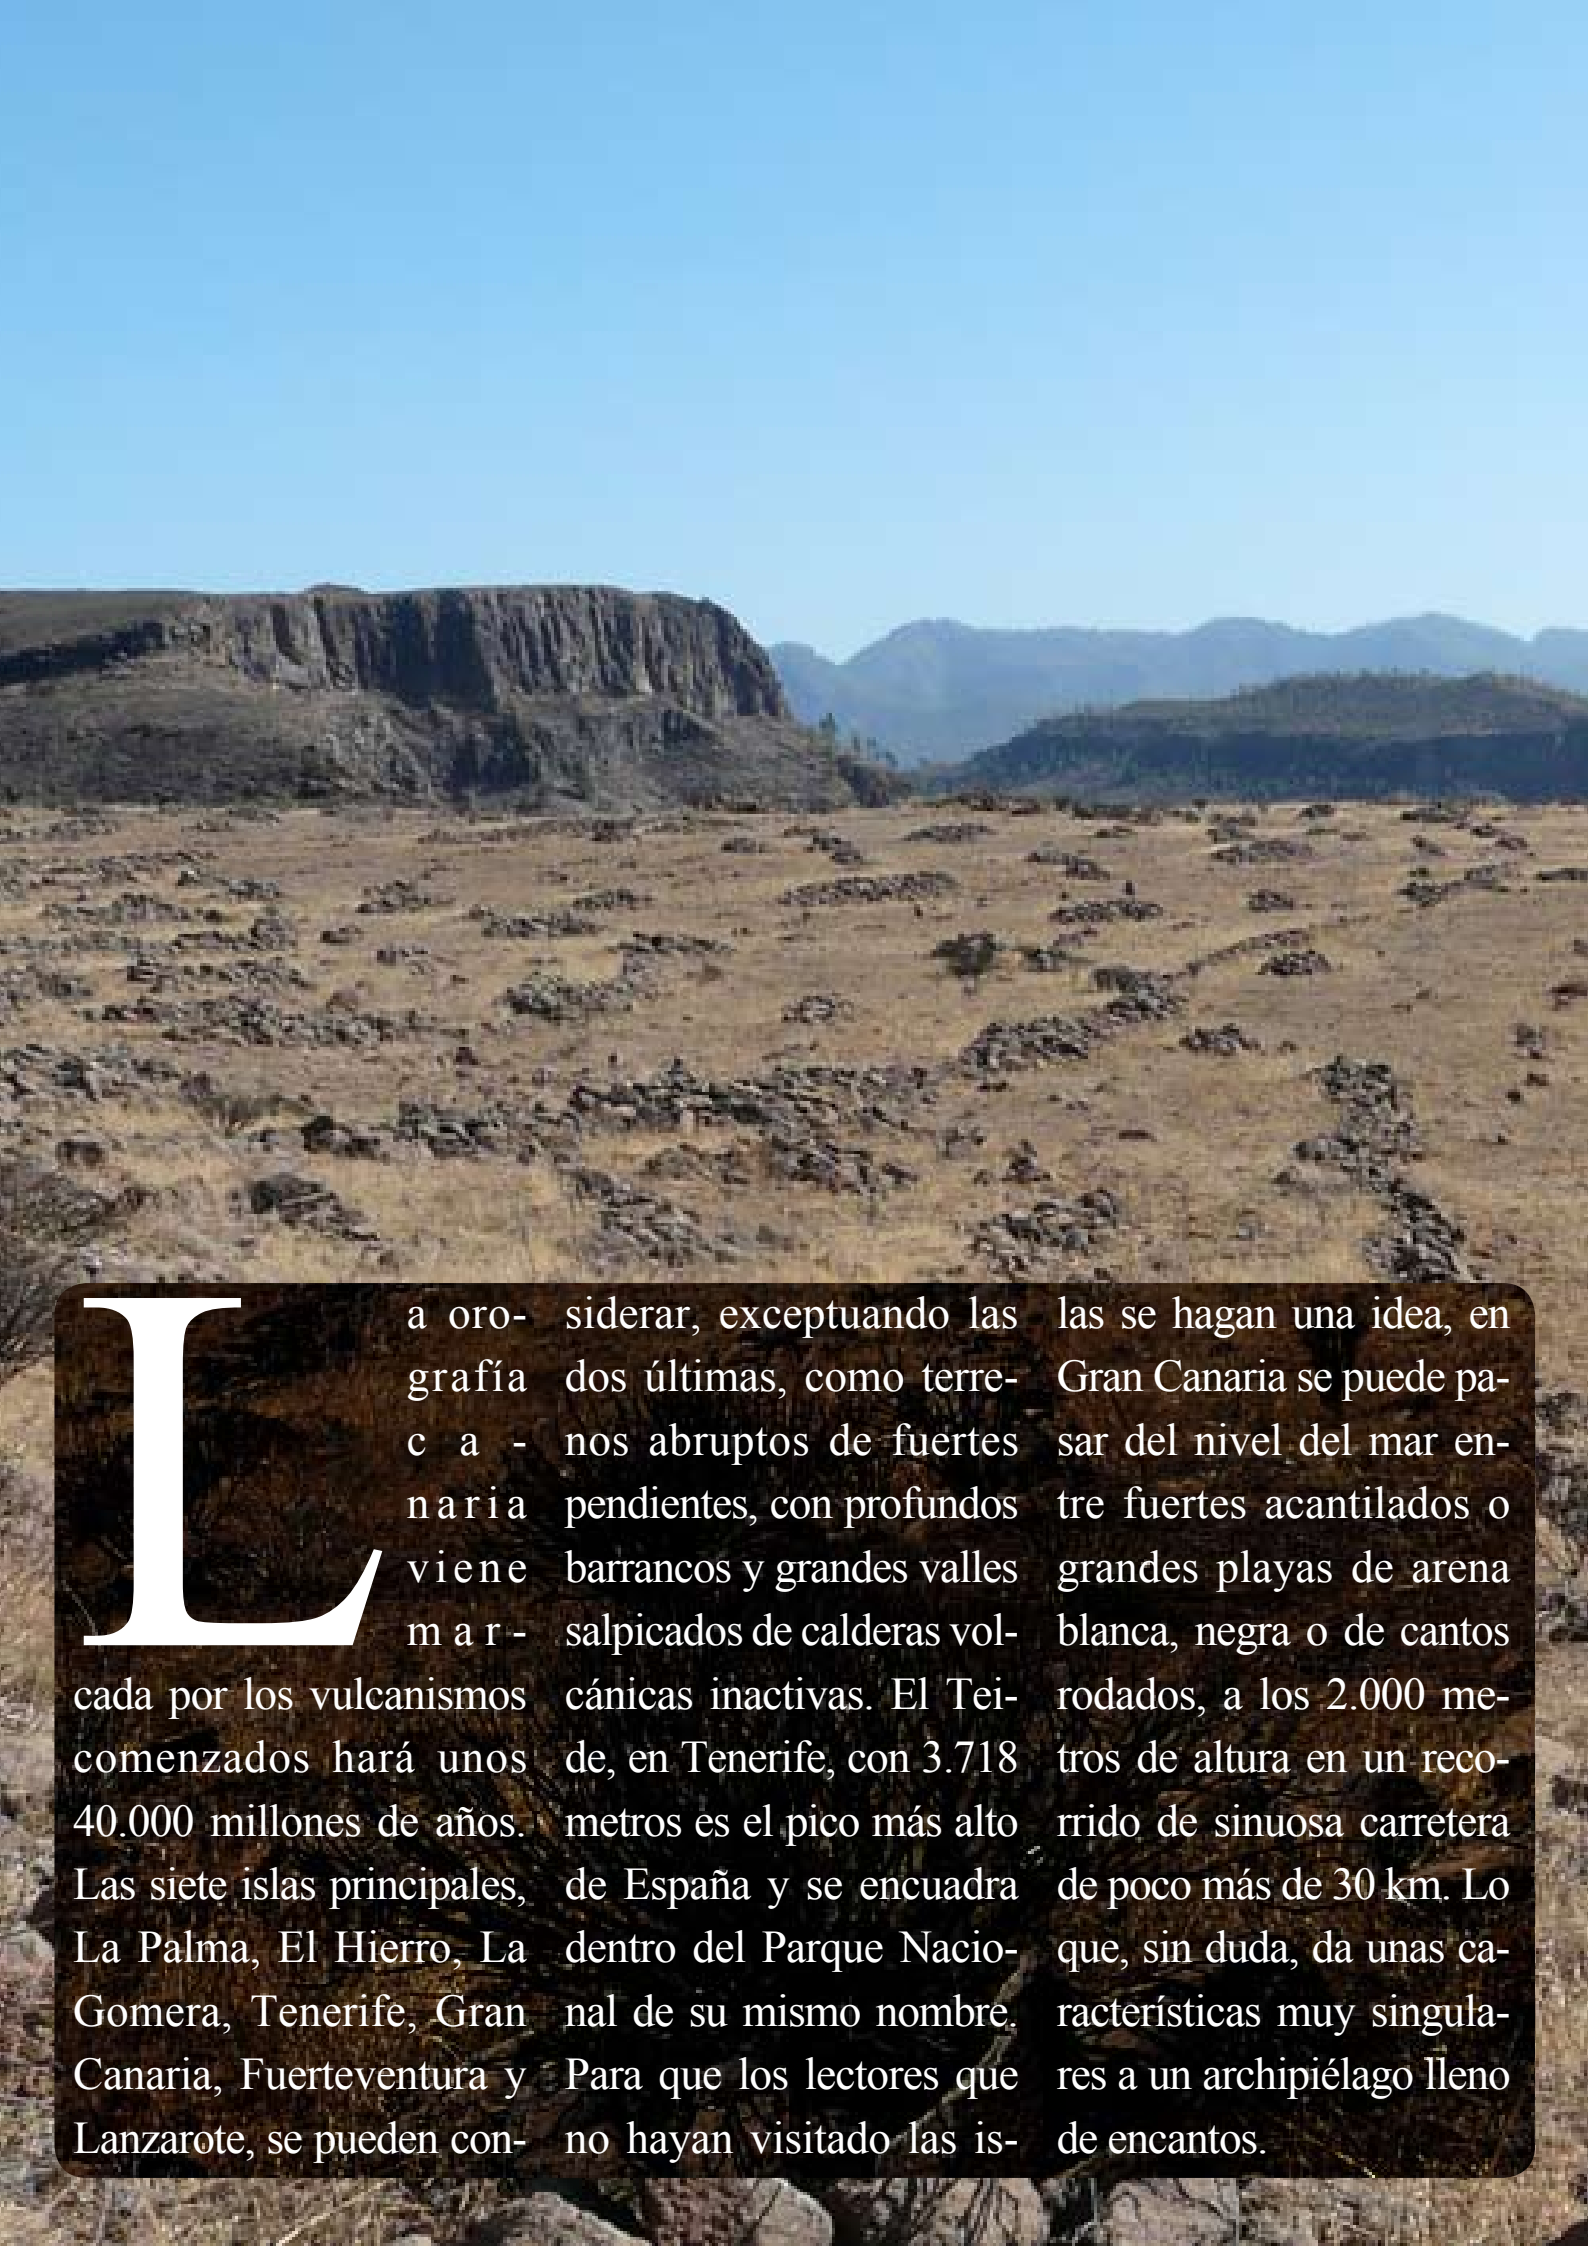 La oro-
grafía
ca-
naria
viene
mar-
cada por los vulcanismos
comenzados hará unos
40.000 millones de años.
Las siete islas principales,
La Palma, El Hierro, La
Gomera, Tenerife, Gran
Canaria, Fuerteventura y
Lanzarote, se pueden con-
siderar, exceptuando las
dos últimas, como terre-
nos abruptos de fuertes
pendientes, con profundos
barrancos y grandes valles
salpicados de calderas vol-
cánicas inactivas. El Tei-
de, en Tenerife, con 3.718
metros es el pico más alto
de España y se encuadra
dentro del Parque Nacio-
nal de su mismo nombre.
Para que los lectores que
no hayan visitado las is-
las se hagan una idea, en
Gran Canaria se puede pa-
sar del nivel del mar en-
tre fuertes acantilados o
grandes playas de arena
blanca, negra o de cantos
rodados, a los 2.000 me-
tros de altura en un reco-
rrido de sinuosa carretera
de poco más de 30 km. Lo
que, sin duda, da unas ca-
racterísticas muy singula-
res a un archipiélago lleno
de encantos.